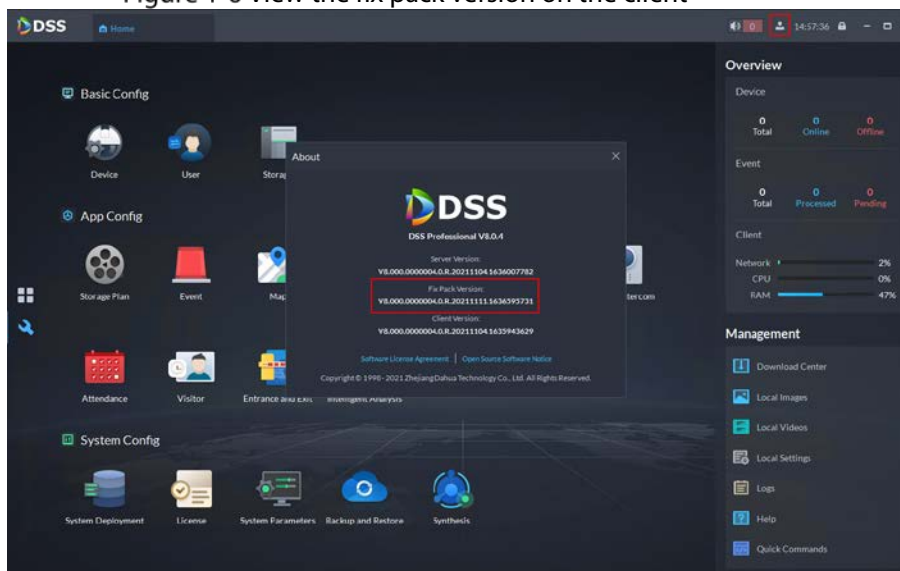 view the fix pack version on the client
DSS
Home
0
14:57:36
Basic Config
Device
User
App Config
Storage Plan
Event
Map
Attendance
Visitor
Entrance and Exit
Intelligent Analysis
System Config
System Deployment
License
System Parameters
Backup and Restore
Synthesis
About
DSS
DSS Professional V8.0.4
Server Version:
V8.000.0000004.0.R.20211104.1636007782
Fix Pack Version:
V8.000.0000004.0.R.20211111.1636595731
Client Version:
V8.000.0000004.0.R.20211104.1635943629
Software License Agreement | Open Source Software Notice
Copyright © 1998 - 2021 Zhejiang Dahua Technology Co., Ltd. All Rights Reserved.
Overview
Device
0 0 0
Total Online Offline
Event
0 0 0
Total Processed Pending
Client
Network 2%
CPU 0%
RAM 47%
Management
Download Center
Local Images
Local Videos
Local Settings
Logs
Help
Quick Commands